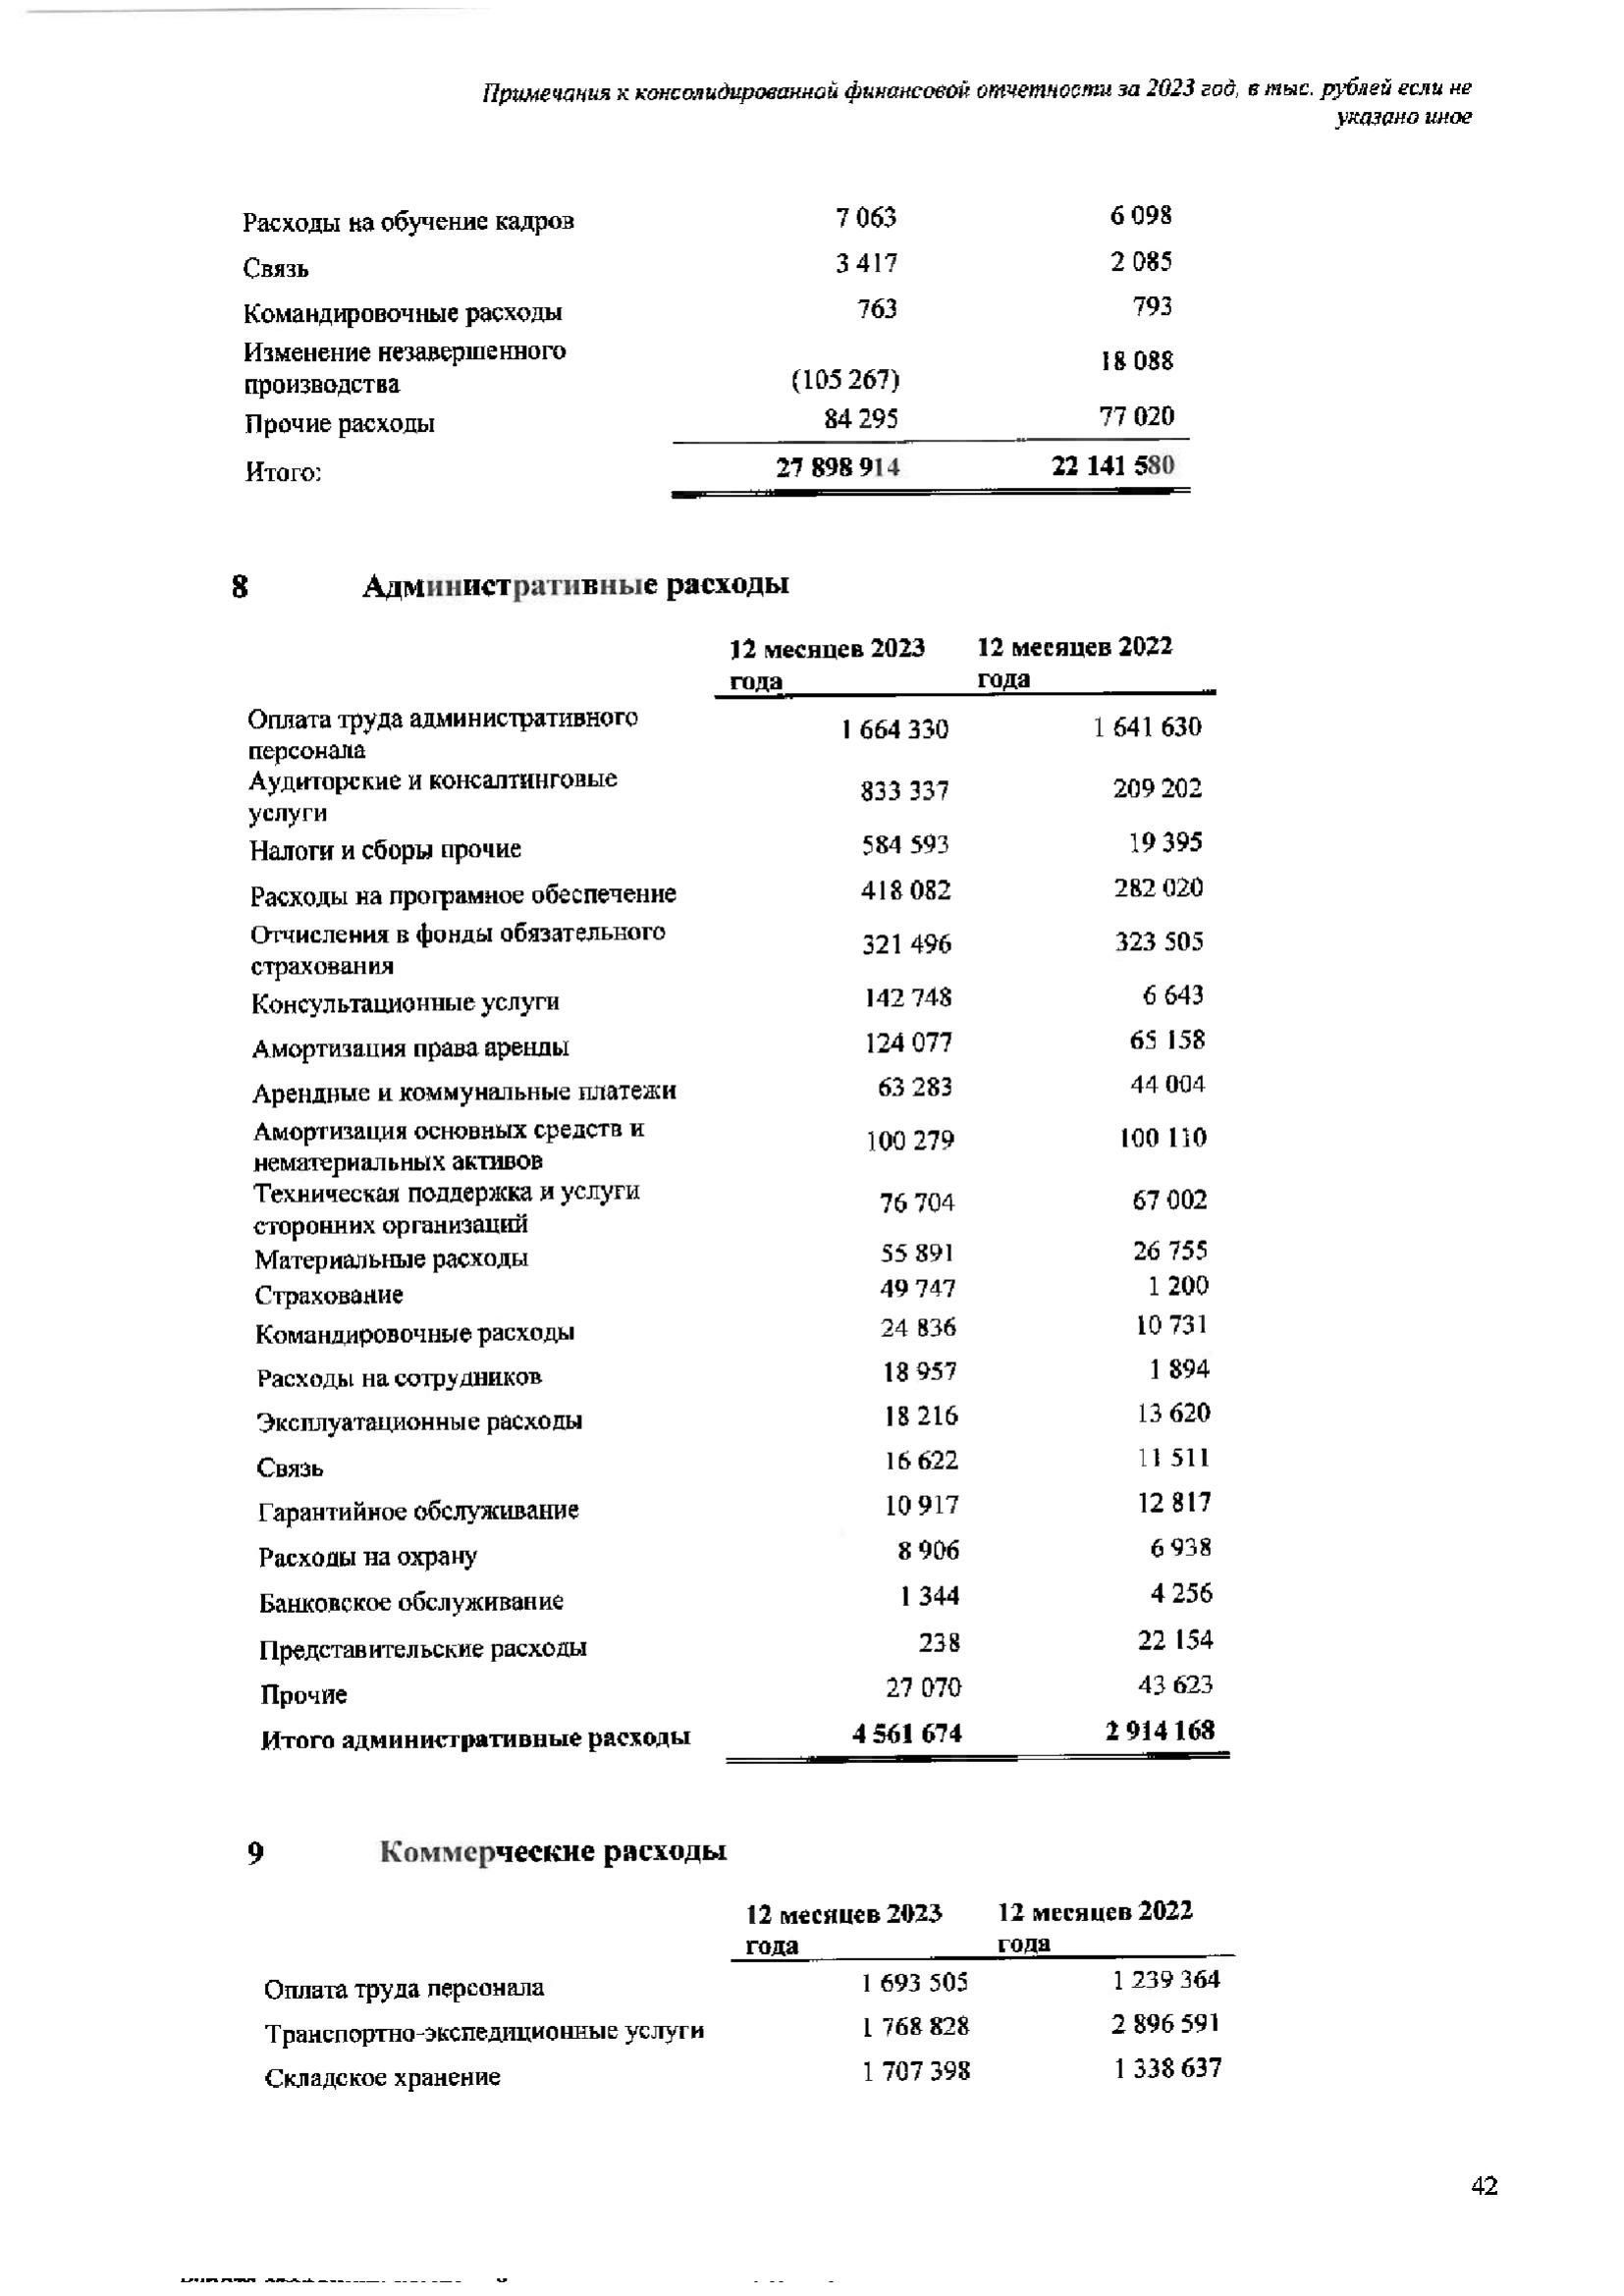 Примечания к консолидированной финансовой отчетности за 2023 год, в тыс. рублей если не
указано иное
Расходы на обучение кадров 7 063 6 098
Связь 3 417 2 085
Командировочные расходы 763 793
Изменение незавершенного
производства (105 267) 18 088
Прочие расходы 84 295 77 020
Итого: 27 898 914 22 141 580
8 Административные расходы
12 месяцев 2023 12 месяцев 2022
года года
Оплата труда административного
персонала 1 664 330 1 641 630
Аудиторские и консалтинговые
услуги 833 337 209 202
Налоги и сборы прочие 584 593 19 395
Расходы на програмное обеспечение 418 082 282 020
Отчисления в фонды обязательного
страхования 321 496 323 505
Консультационные услуги 142 748 6 643
Амортизация права аренды 124 077 65 158
Арендные и коммунальные платежи 63 283 44 004
Амортизация основных средств и
нематериальных активов 100 279 100 110
Техническая поддержка и услуги
сторонних организаций 76 704 67 002
Материальные расходы 55 891 26 755
Страхование 49 747 1 200
Командировочные расходы 24 836 10 731
Расходы на сотрудников 18 957 1 894
Эксплуатационные расходы 18 216 13 620
Связь 16 622 11 511
Гарантийное обслуживание 10 917 12 817
Расходы на охрану 8 906 6 938
Банковское обслуживание 1 344 4 256
Представительские расходы 238 22 154
Прочие 27 070 43 623
Итого административные расходы 4 561 674 2 914 168
9 Коммерческие расходы
12 месяцев 2023 12 месяцев 2022
года года
Оплата труда персонала 1 693 505 1 239 364
Транспортно-экспедиционные услуги 1 768 828 2 896 591
Складское хранение 1 707 398 1 338 637
42